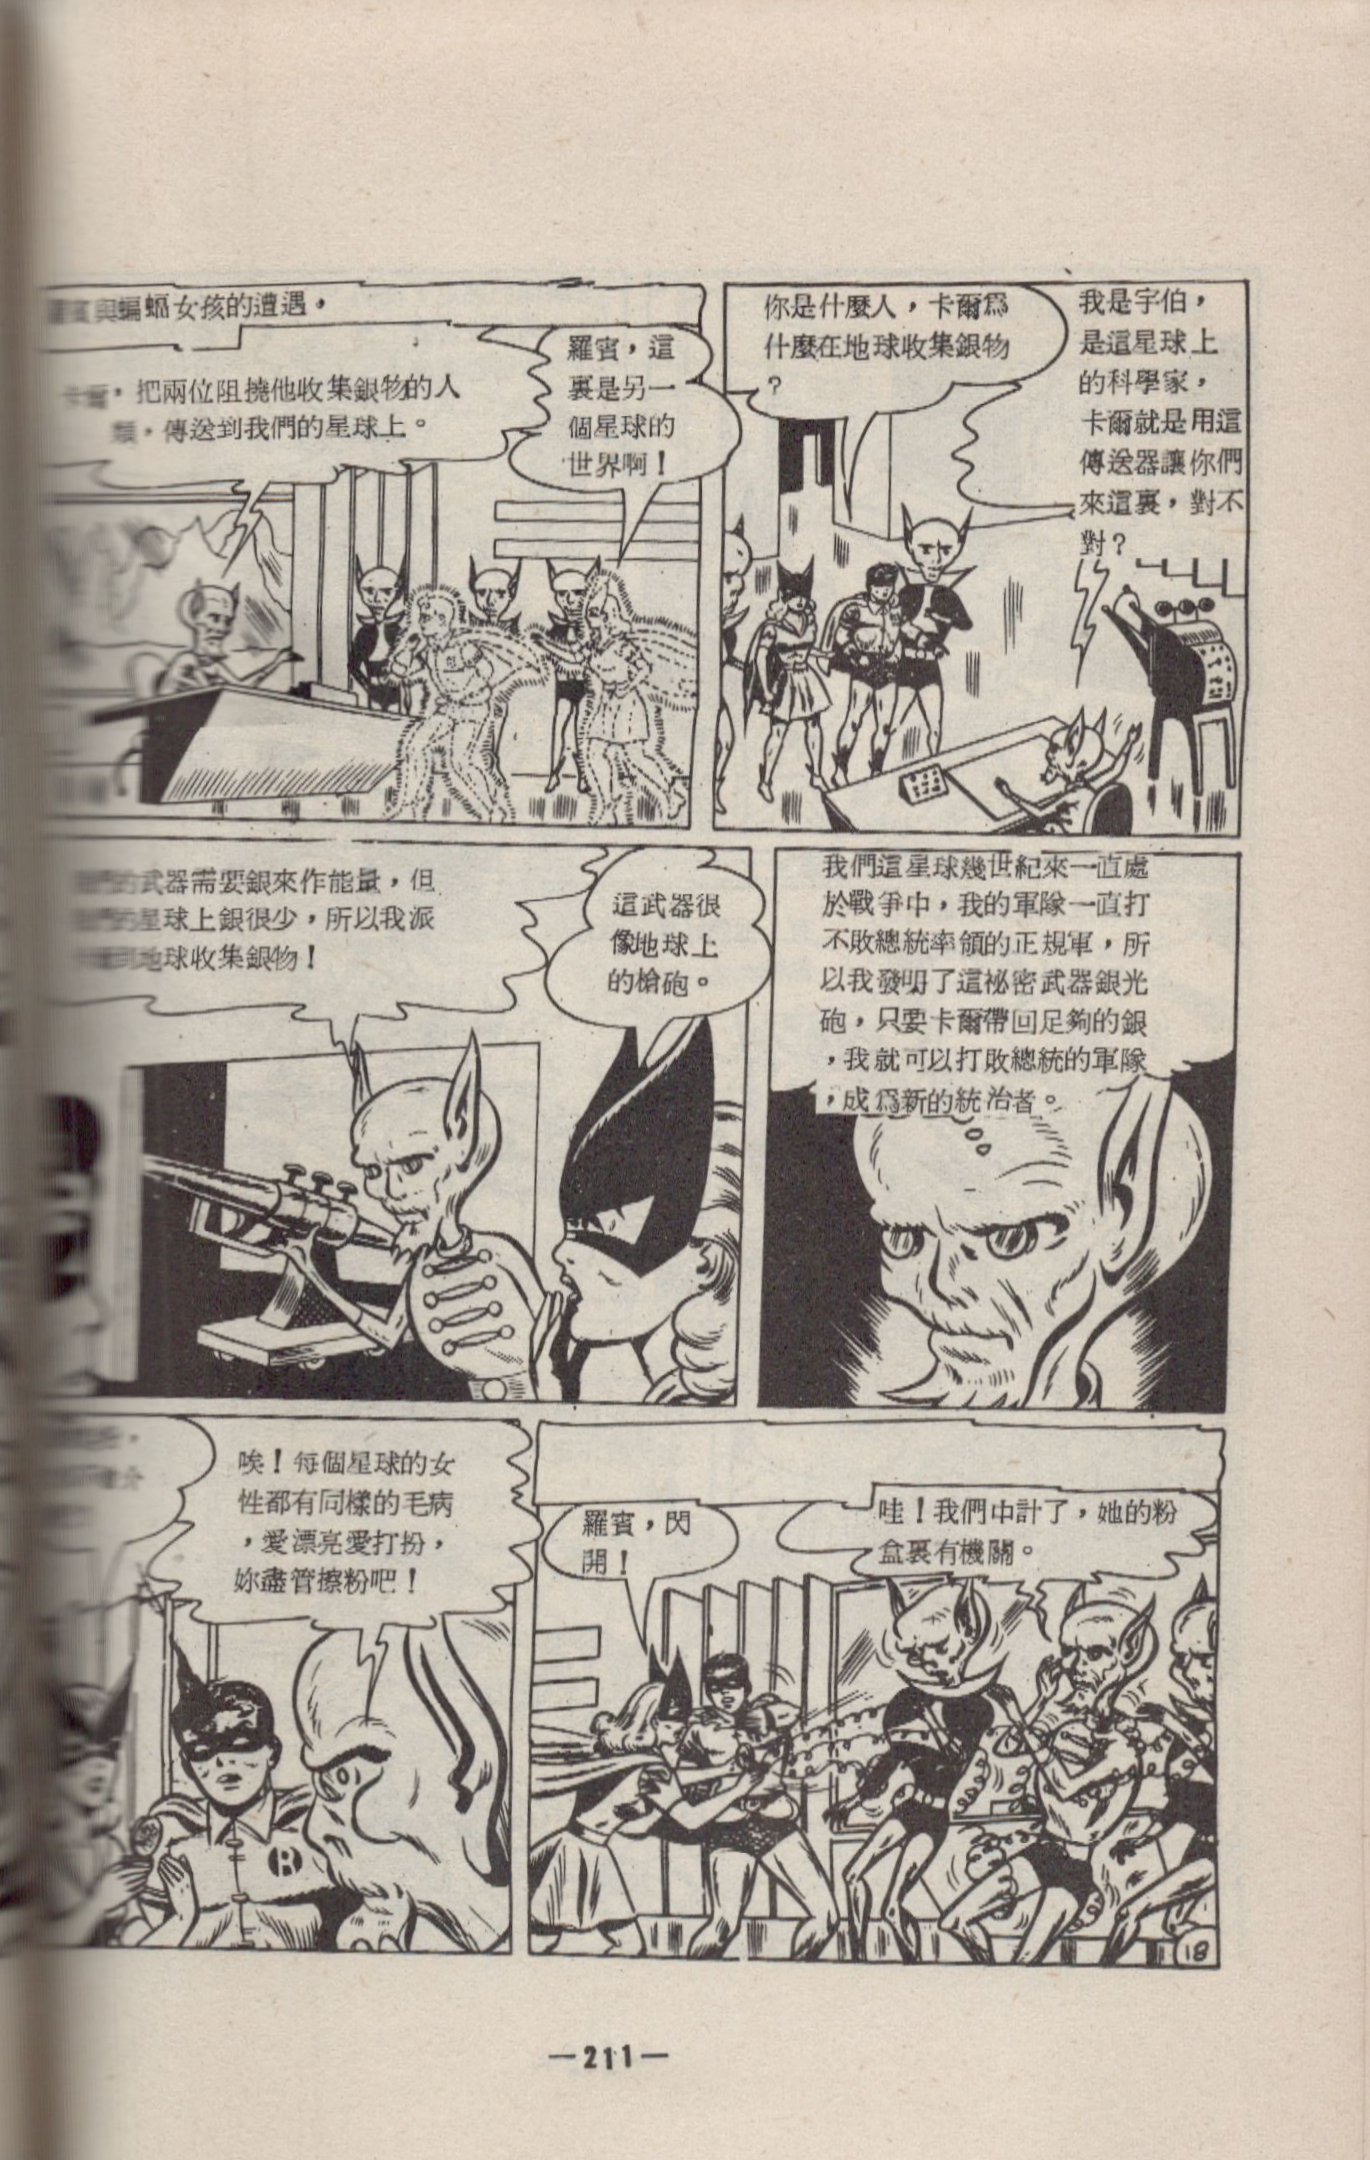 與蝙蝠女孩的遭遇，
，把兩位阻撓他收集銀物的人
類，傳送到我們的星球上。
羅賓，這
裏是另一
個星球的
世界啊！
你是什麼人，卡爾爲
什麼在地球收集銀物
？
我是宇伯，
是這星球上
的科學家，
卡爾就是用這
傳送器讓你們
來這裏，對不
對？
的武器需要銀來作能量，但
們的星球上銀很少，所以我派
到地球收集銀物！
這武器很
像地球上
的槍砲。
我們這星球幾世紀來一直處
於戰爭中，我的軍隊一直打
不敗總統率領的正規軍，所
以我發明了這祕密武器銀光
砲，只要卡爾帶回足夠的銀
，我就可以打敗總統的軍隊
，成爲新的統治者。
唉！每個星球的女
性都有同樣的毛病
，愛漂亮愛打扮，
妳盡管擦粉吧！
羅賓，閃
開！
哇！我們中計了，她的粉
盒裏有機關。
R
18
—211—